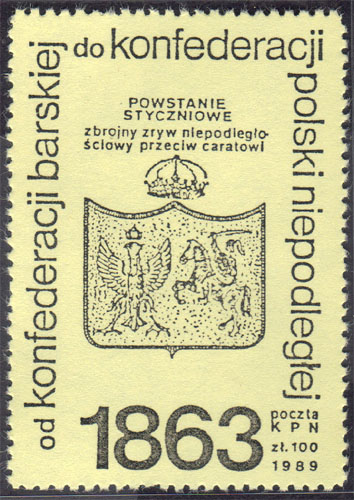 od konfederacji barskiej
do konfederacji
polski niepodległej
POWSTANIE
STYCZNIOWE
zbrojny zryw niepodległo-
ściowy przeciw caratowi
1863
poczta
KPN
zł. 100
1989